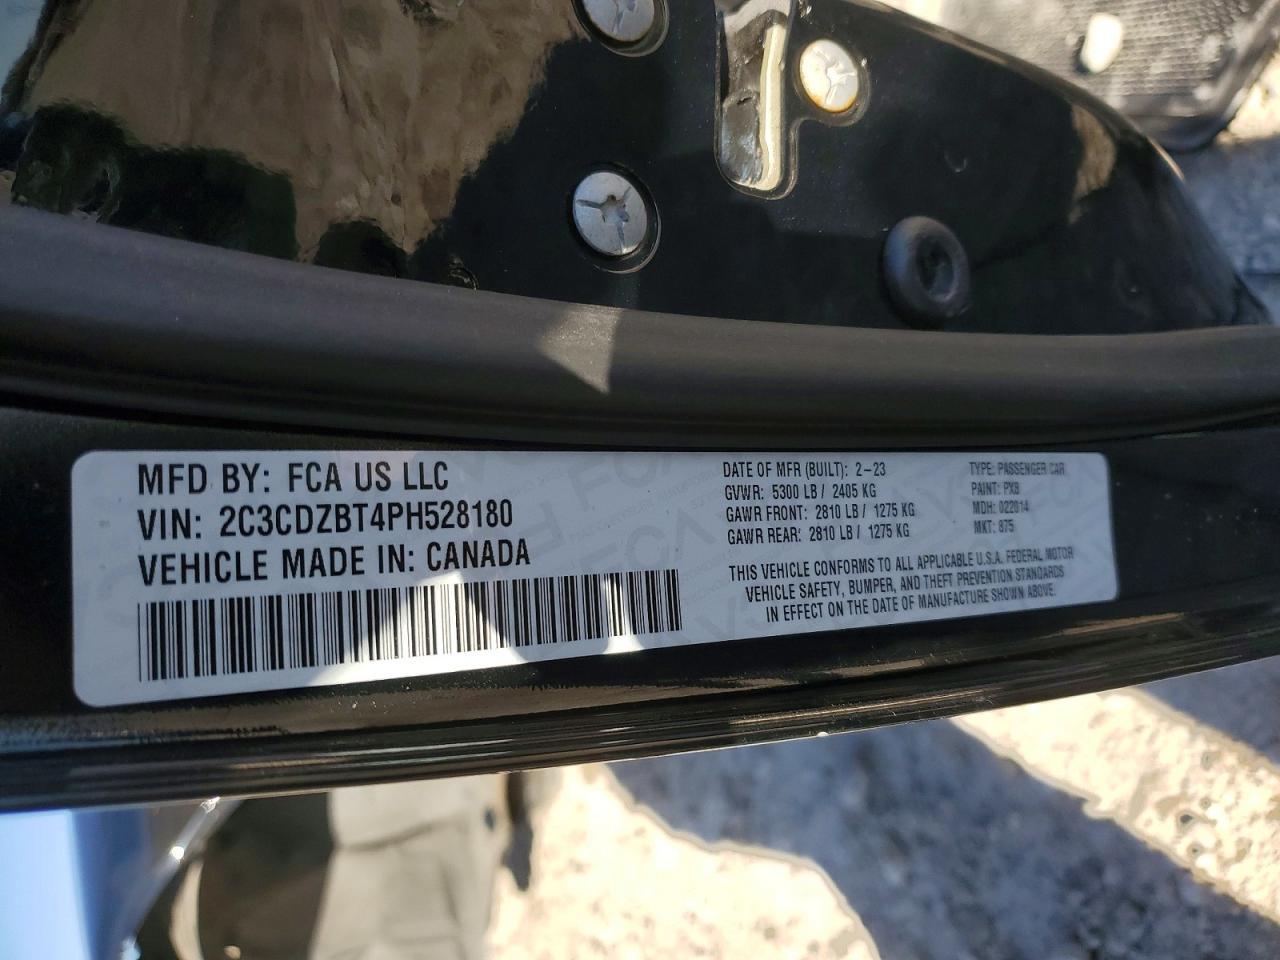 MFD BY: FCA US LLC
VIN: 2C3CDZBT4PH528180
VEHICLE MADE IN: CANADA
DATE OF MFR (BUILT): 2-23
GVWR: 5300 LB / 2405 KG
GAWR FRONT: 2810 LB / 1275 KG
GAWR REAR: 2810 LB / 1275 KG
TYPE: PASSENGER CAR
PAINT: PX8
MDH: 022014
MKT: 875
THIS VEHICLE CONFORMS TO ALL APPLICABLE U.S.A. FEDERAL MOTOR
VEHICLE SAFETY, BUMPER, AND THEFT PREVENTION STANDARDS
IN EFFECT ON THE DATE OF MANUFACTURE SHOWN ABOVE.